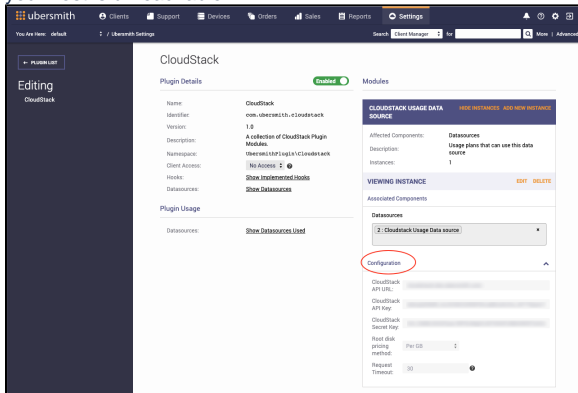 ubersmith
Clients
Support
Devices
Orders
Sales
Reports
Settings
You Are Here: default
/ Ubersmith Settings
Search
Client Manager
for
More | Advanced
← PLUGIN LIST
Editing
CloudStack
CloudStack
Plugin Details
Enabled
Name: CloudStack
Identifier: com.ubersmith.cloudstack
Version: 1.0
Description: A collection of CloudStack Plugin
Modules.
Namespace: UbersmithPlugin\Cloudstack
Client Access: No Access
Hooks: Show Implemented Hooks
Datasources: Show Datasources
Plugin Usage
Datasources: Show Datasources Used
Modules
CLOUDSTACK USAGE DATA
SOURCE
HIDE INSTANCES ADD NEW INSTANCE
Affected Components: Datasources
Description: Usage plans that can use this data
source
Instances: 1
VIEWING INSTANCE
EDIT DELETE
Associated Components
Datasources
2 : Cloudstack Usage Data source ×
Configuration
CloudStack
API URL:
CloudStack
API Key:
CloudStack
Secret Key:
Root disk
pricing
method:
Per GB
Request
Timeout:
30